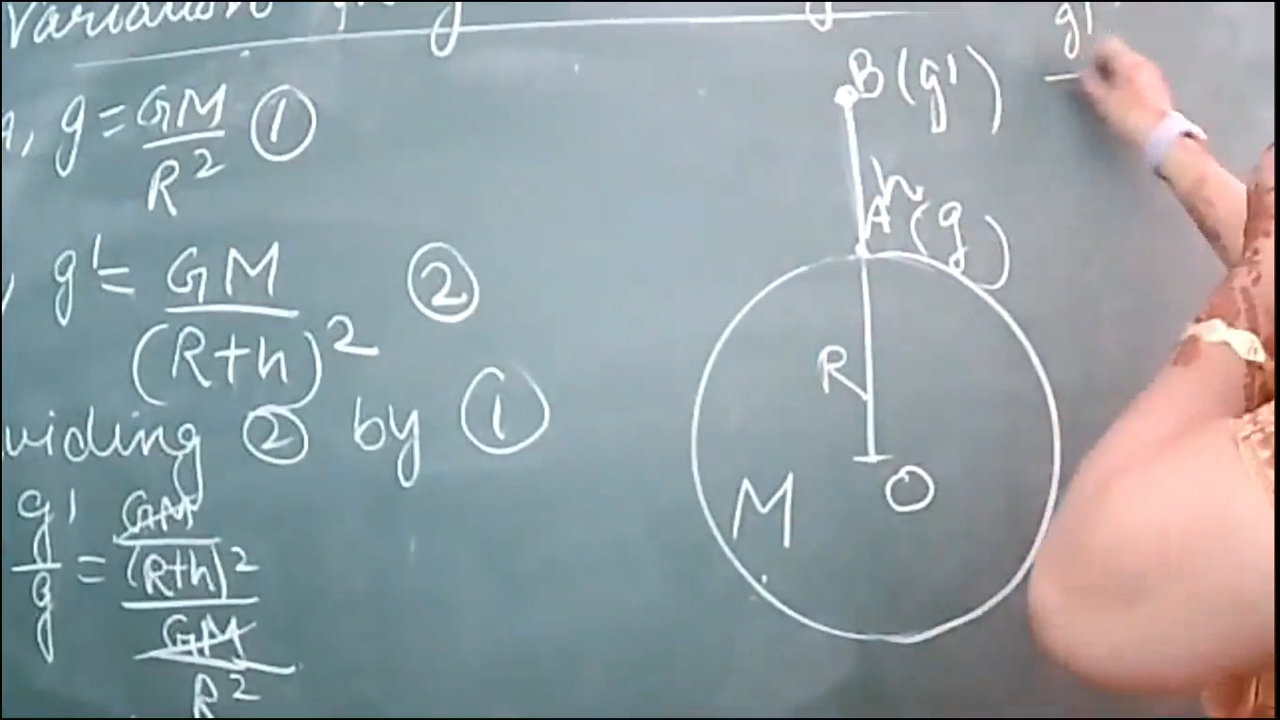 Variation
A, g = GM / R² ①
g' = GM / (R+h)² ②
viding ② by ①
g' / g = GM / (R+h)² / GM / R²
B (g')
h
A (g)
R
M
O
g'